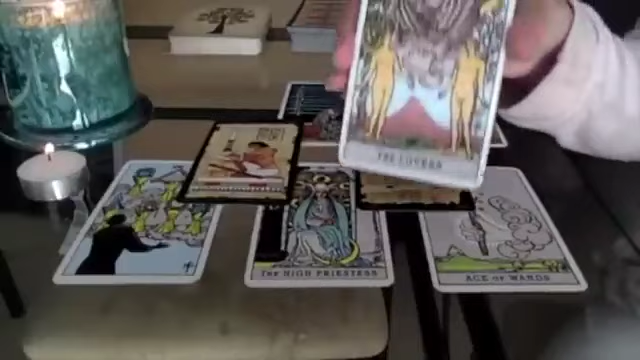 THE LOVERS
THE HIGH PRIESTESS
ACE OF WANDS